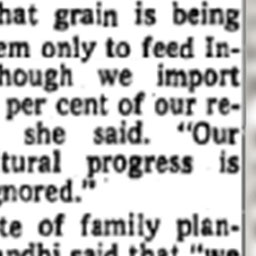 hat grain is being
em only to feed In-
hough we import
per cent of our re-
she said. "Our
tural progress is
nored."
te of family plan-
andhi said that "we